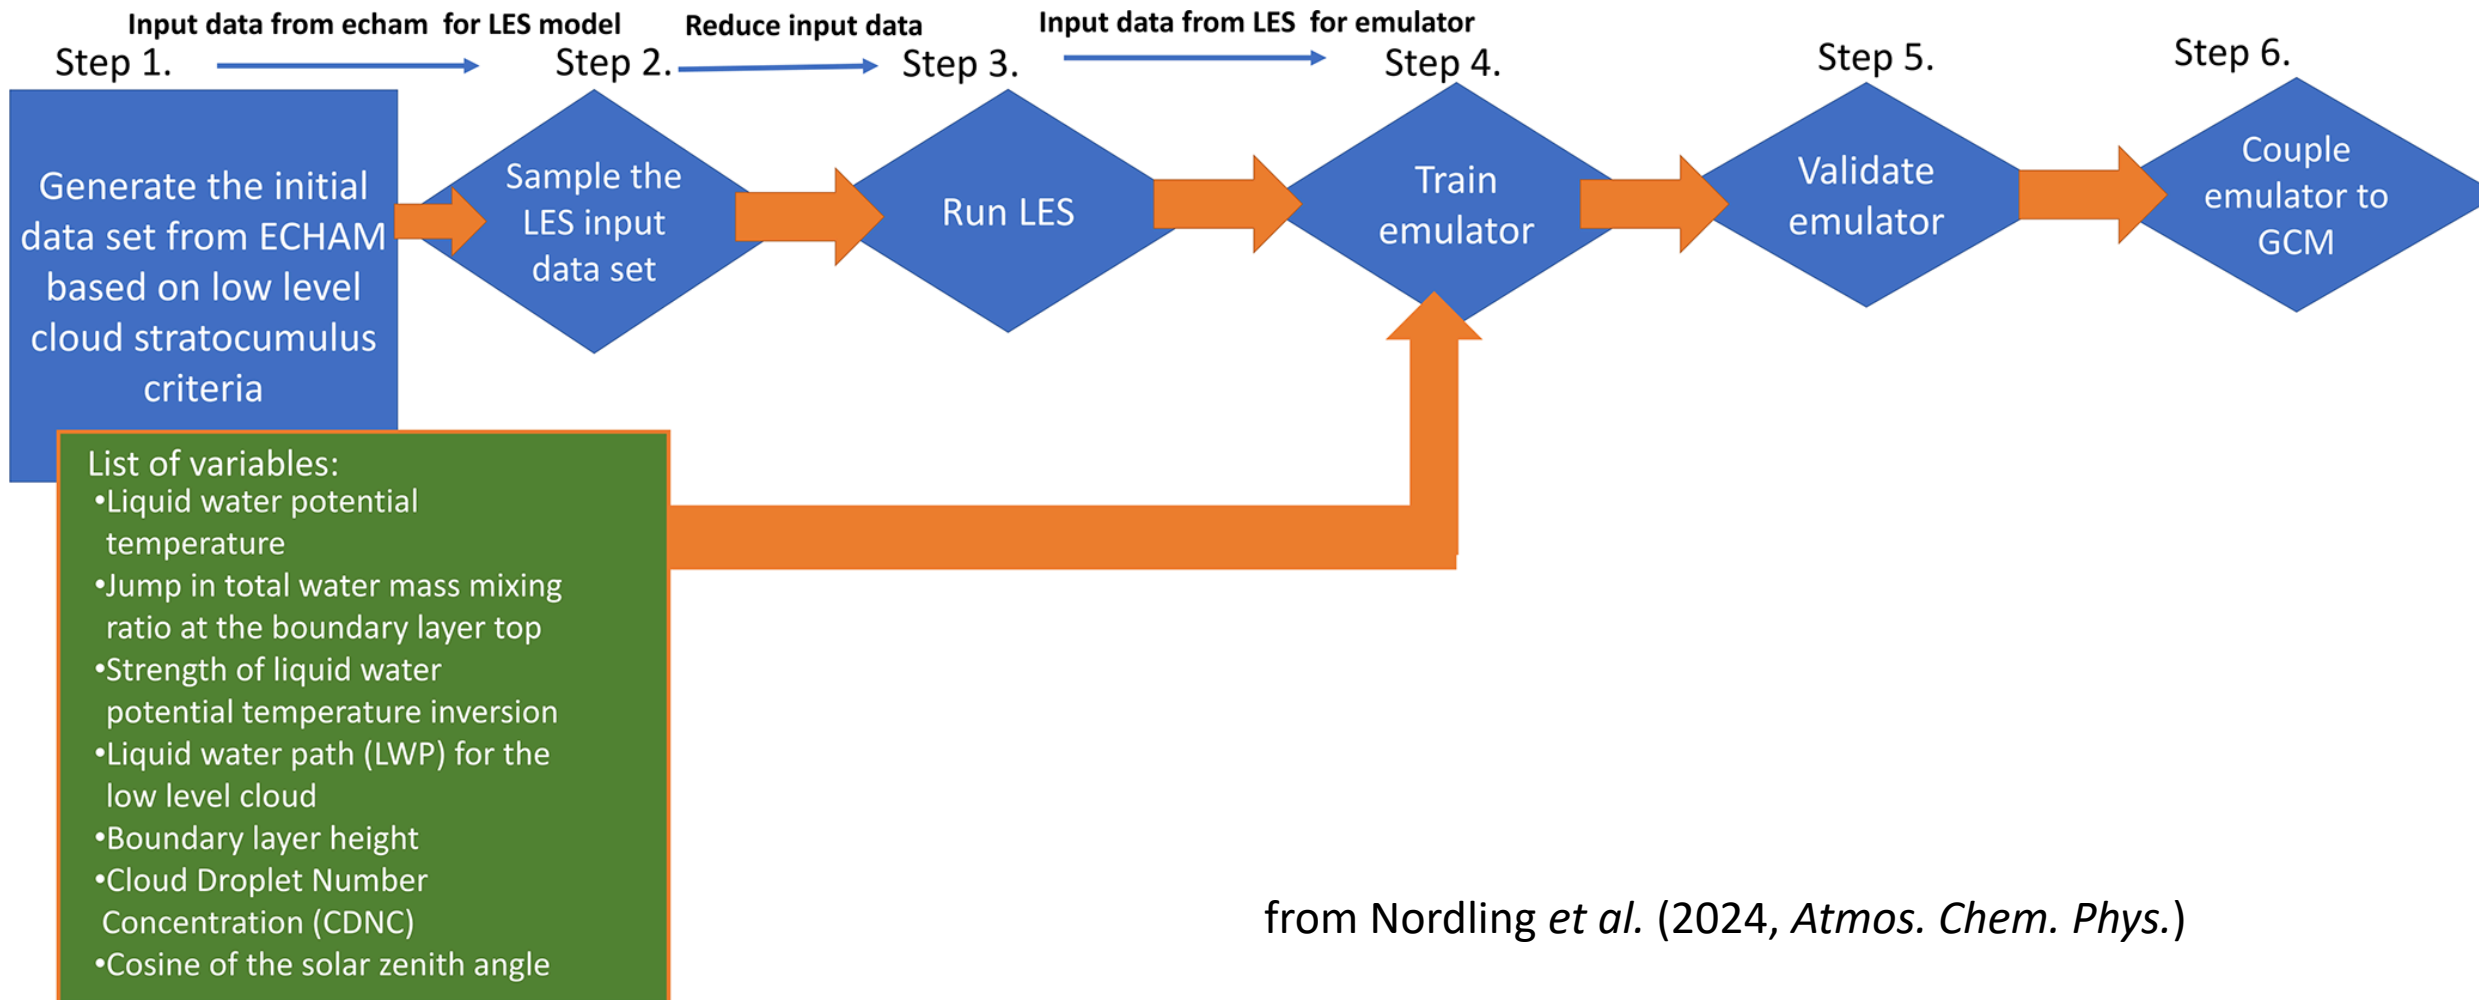 Input data from echam for LES model
Reduce input data
Input data from LES for emulator
Step 1.
Step 2.
Step 3.
Step 4.
Step 5.
Step 6.
Generate the initial
data set from ECHAM
based on low level
cloud stratocumulus
criteria
Sample the
LES input
data set
Run LES
Train
emulator
Validate
emulator
Couple
emulator to
GCM
List of variables:
•Liquid water potential
temperature
•Jump in total water mass mixing
ratio at the boundary layer top
•Strength of liquid water
potential temperature inversion
•Liquid water path (LWP) for the
low level cloud
•Boundary layer height
•Cloud Droplet Number
Concentration (CDNC)
•Cosine of the solar zenith angle
from Nordling et al. (2024, Atmos. Chem. Phys.)